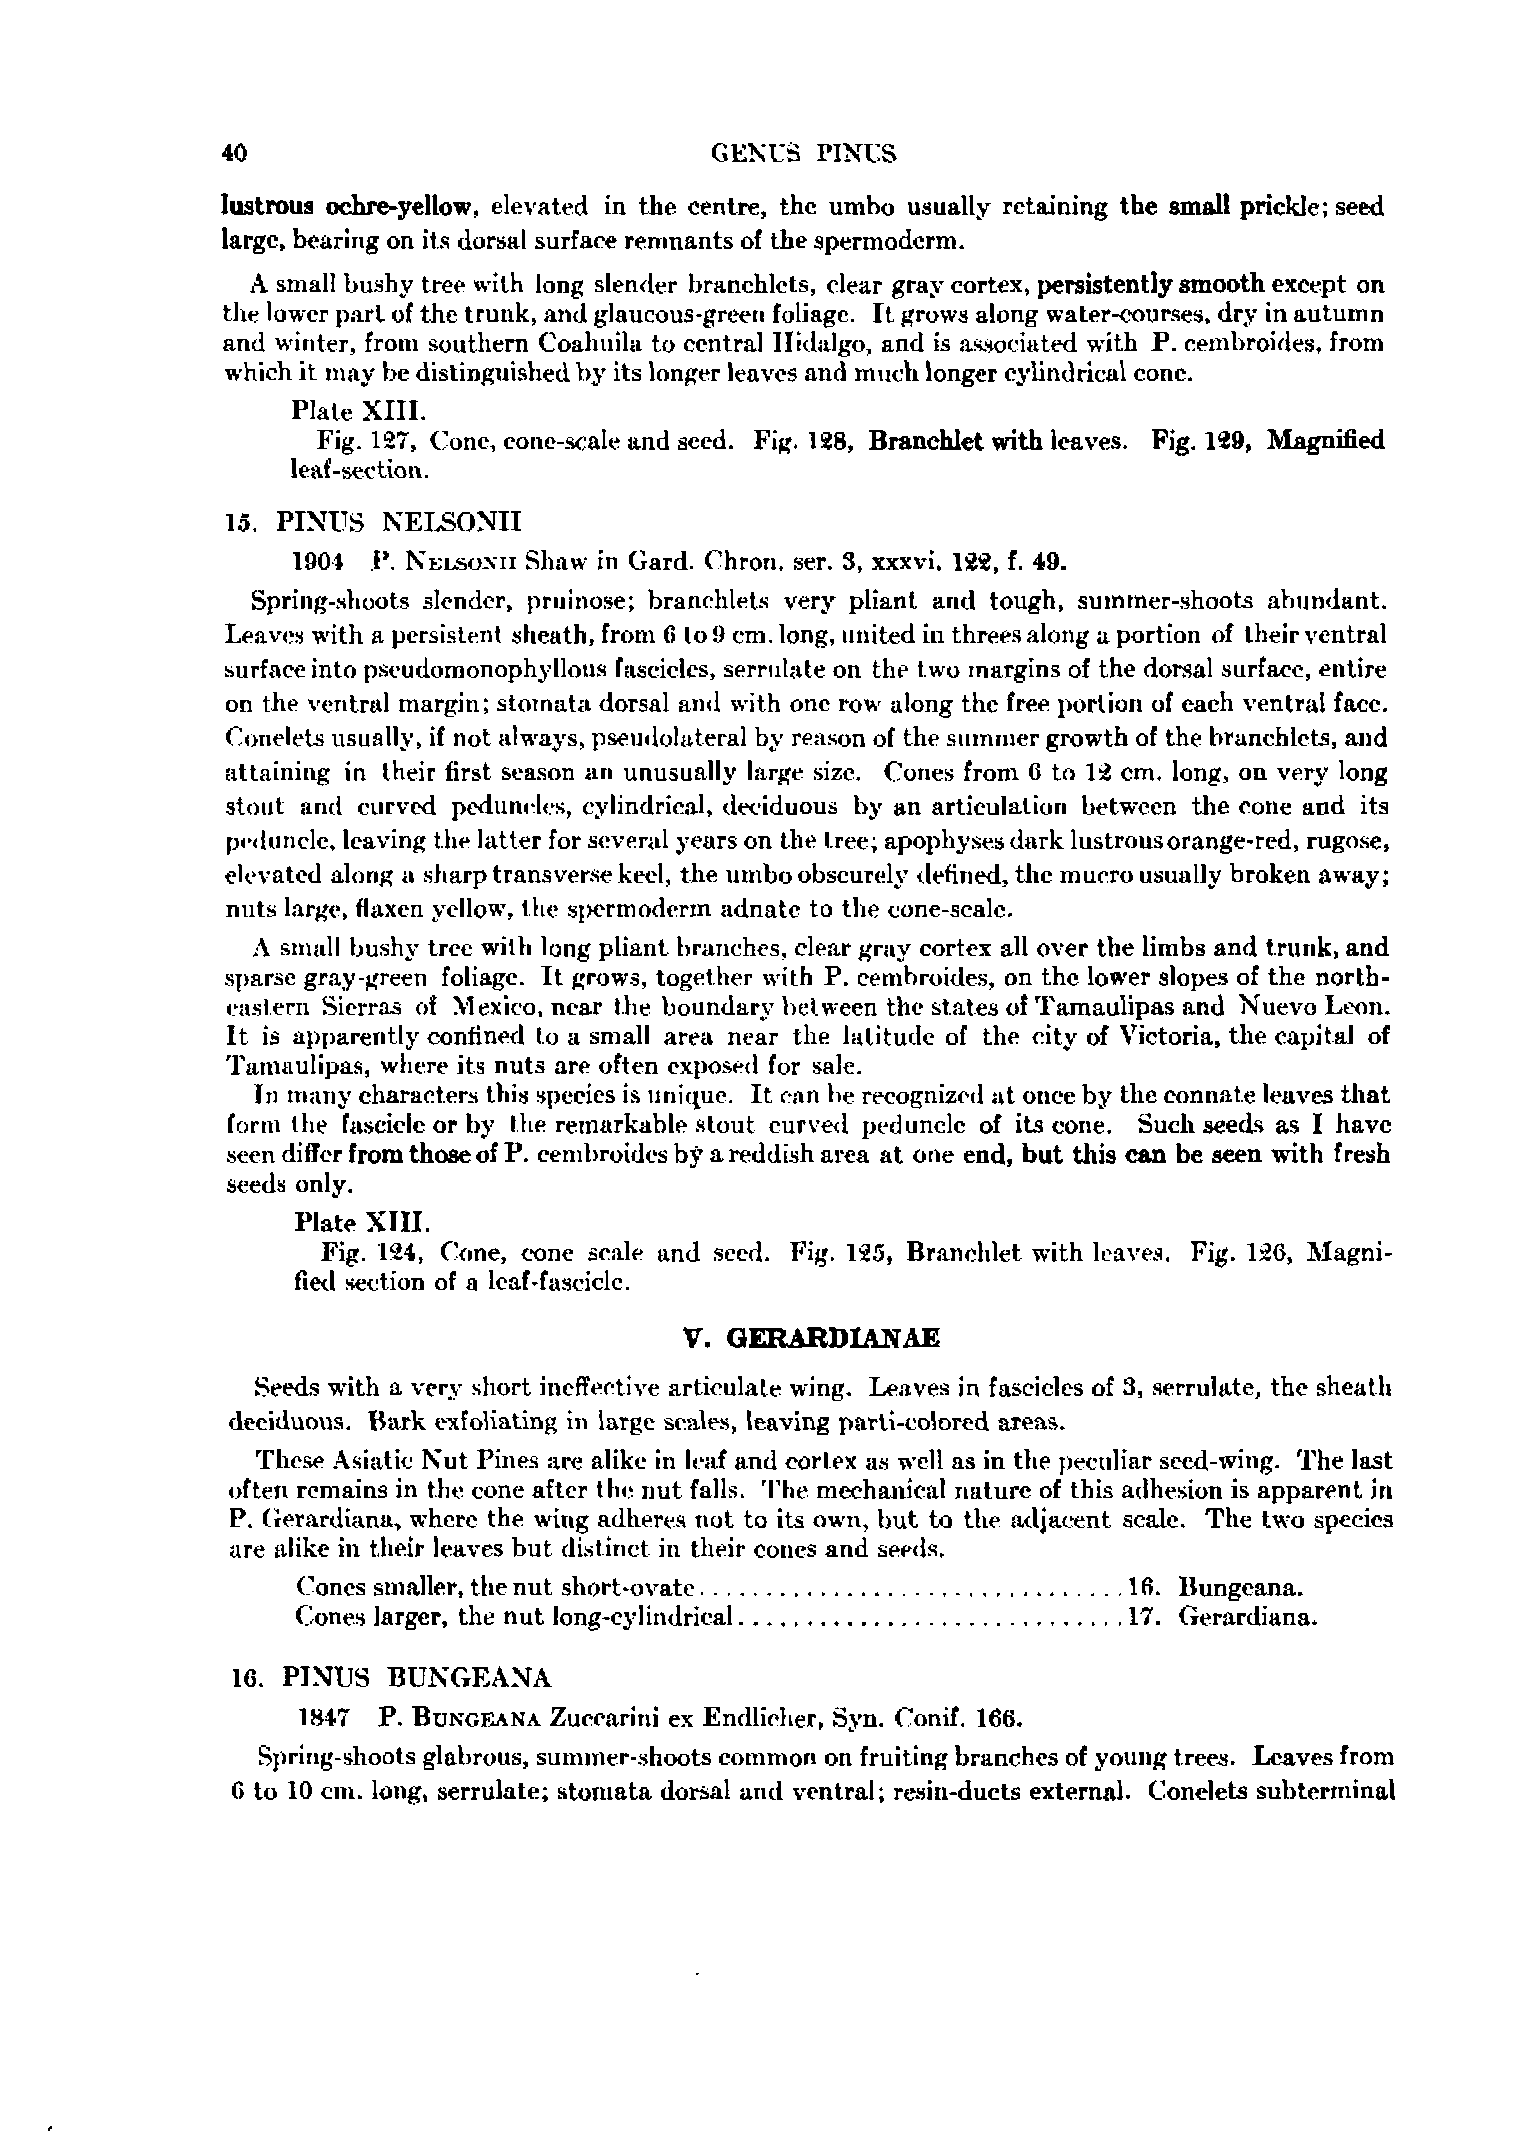 40 GENUS PINUS
lustrous ochre-yellow, elevated in the centre, the umbo usually retaining the small prickle; seed
large, bearing on its dorsal surface remnants of the spermoderm.
A small bushy tree with long slender branchlets, clear gray cortex, persistently smooth except on
the lower part of the trunk, and glaucous-green foliage. It grows along water-courses, dry in autumn
and winter, from southern Coahuila to central Hidalgo, and is associated with P. cembroides, from
which it may be distinguished by its longer leaves and much longer cylindrical cone.
Plate XIII.
Fig. 127, Cone, cone-scale and seed. Fig. 128, Branchlet with leaves. Fig. 129, Magnified
leaf-section.
15. PINUS NELSONII
1904 P. Nelsonii Shaw in Gard. Chron. ser. 3, xxxvi. 122, f. 49.
Spring-shoots slender, pruinose; branchlets very pliant and tough, summer-shoots abundant.
Leaves with a persistent sheath, from 6 to 9 cm. long, united in threes along a portion of their ventral
surface into pseudomonophyllous fascicles, serrulate on the two margins of the dorsal surface, entire
on the ventral margin; stomata dorsal and with one row along the free portion of each ventral face.
Conelets usually, if not always, pseudolateral by reason of the summer growth of the branchlets, and
attaining in their first season an unusually large size. Cones from 6 to 12 cm. long, on very long
stout and curved peduncles, cylindrical, deciduous by an articulation between the cone and its
peduncle, leaving the latter for several years on the tree; apophyses dark lustrous orange-red, rugose,
elevated along a sharp transverse keel, the umbo obscurely defined, the mucro usually broken away;
nuts large, flaxen yellow, the spermoderm adnate to the cone-scale.
A small bushy tree with long pliant branches, clear gray cortex all over the limbs and trunk, and
sparse gray-green foliage. It grows, together with P. cembroides, on the lower slopes of the north-
eastern Sierras of Mexico, near the boundary between the states of Tamaulipas and Nuevo Leon.
It is apparently confined to a small area near the latitude of the city of Victoria, the capital of
Tamaulipas, where its nuts are often exposed for sale.
In many characters this species is unique. It can be recognized at once by the connate leaves that
form the fascicle or by the remarkable stout curved peduncle of its cone. Such seeds as I have
seen differ from those of P. cembroides by a reddish area at one end, but this can be seen with fresh
seeds only.
Plate XIII.
Fig. 124, Cone, cone scale and seed. Fig. 125, Branchlet with leaves. Fig. 126, Magni-
fied section of a leaf-fascicle.
V. GERARDIANAE
Seeds with a very short ineffective articulate wing. Leaves in fascicles of 3, serrulate, the sheath
deciduous. Bark exfoliating in large scales, leaving parti-colored areas.
These Asiatic Nut Pines are alike in leaf and cortex as well as in the peculiar seed-wing. The last
often remains in the cone after the nut falls. The mechanical nature of this adhesion is apparent in
P. Gerardiana, where the wing adheres not to its own, but to the adjacent scale. The two species
are alike in their leaves but distinct in their cones and seeds.
Cones smaller, the nut short-ovate................................16. Bungeana.
Cones larger, the nut long-cylindrical.............................17. Gerardiana.
16. PINUS BUNGEANA
1847 P. Bungeana Zuccarini ex Endlicher, Syn. Conif. 166.
Spring-shoots glabrous, summer-shoots common on fruiting branches of young trees. Leaves from
6 to 10 cm. long, serrulate; stomata dorsal and ventral; resin-ducts external. Conelets subterminal